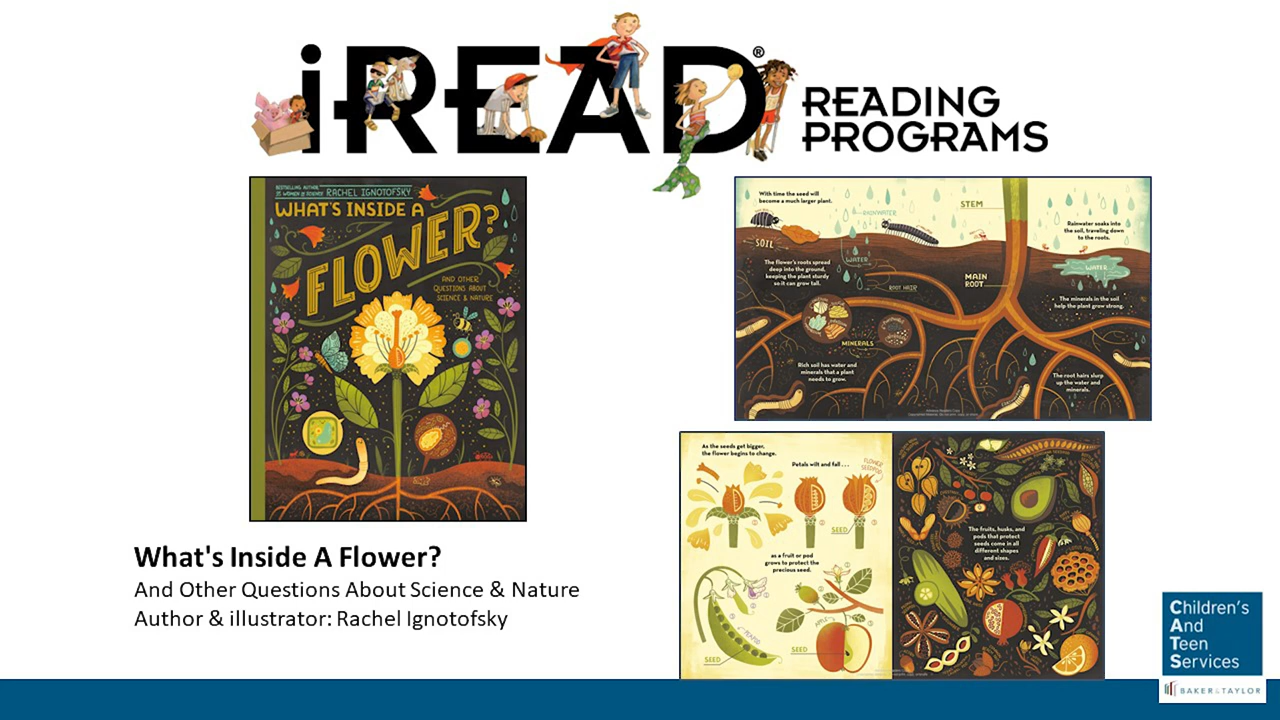 iREAD®
READING
PROGRAMS
BESTSELLING AUTHOR
WOMEN IN SCIENCE
RACHEL IGNOTOFSKY
WHAT'S INSIDE A
FLOWER?
AND OTHER
QUESTIONS ABOUT
SCIENCE & NATURE
With time the seed will
become a much larger plant.
RAINWATER
STEM
Rainwater soaks into
the soil, traveling down
to the roots.
SOIL
WATER
WATER
The flower's roots spread
deep into the ground,
keeping the plant sturdy
so it can grow tall.
ROOT HAIR
MAIN
ROOT
The minerals in the soil
help the plant grow strong.
MINERALS
Rich soil has water and
minerals that a plant
needs to grow.
The root hairs slurp
up the water and
minerals.
As the seeds get bigger,
the flower begins to change.
Petals wilt and fall . . .
FLOWER
SEEDPOD
SEED
as a fruit or pod
grows to protect the
precious seed.
PEAPOD
SEED
APPLE
SEED
The fruits, husks, and
pods that protect
seeds come in all
different shapes
and sizes.
What's Inside A Flower?
And Other Questions About Science & Nature
Author & illustrator: Rachel Ignotofsky
Children's
And
Teen
Services
BAKER & TAYLOR